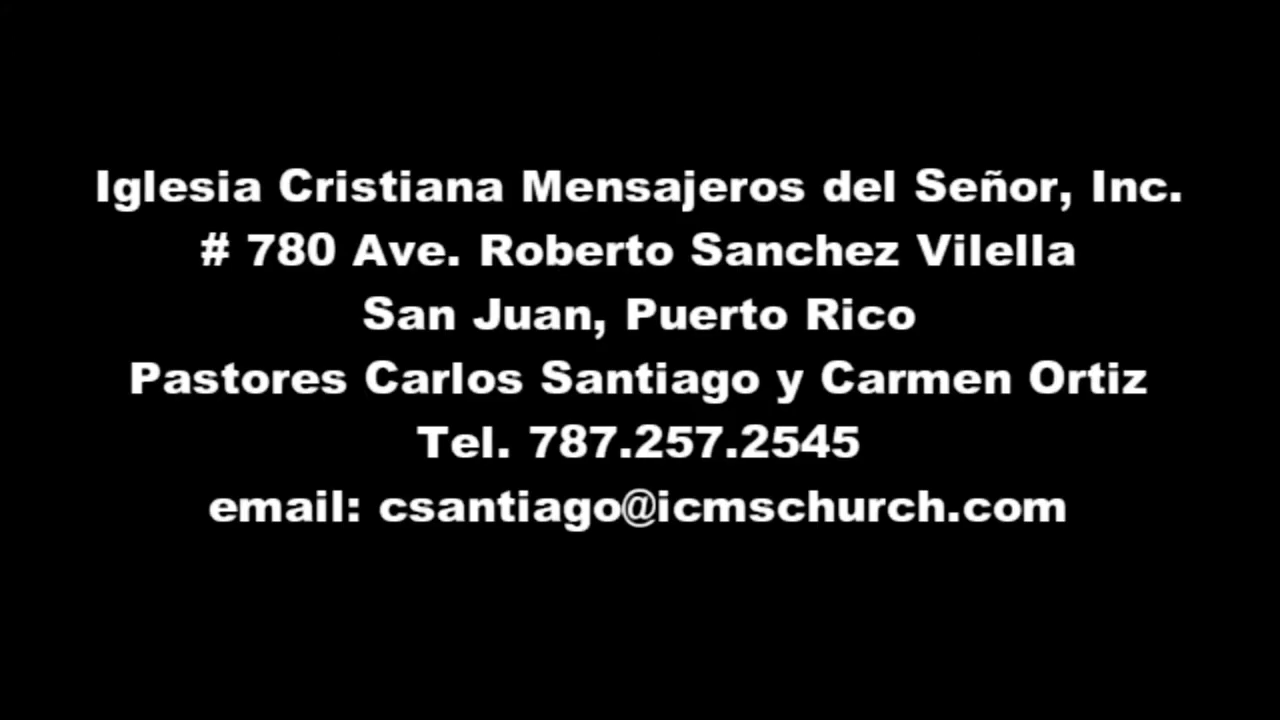 Iglesia Cristiana Mensajeros del Señor, Inc.
# 780 Ave. Roberto Sanchez Vilella
San Juan, Puerto Rico
Pastores Carlos Santiago y Carmen Ortiz
Tel. 787.257.2545
email: csantiago@icmschurch.com